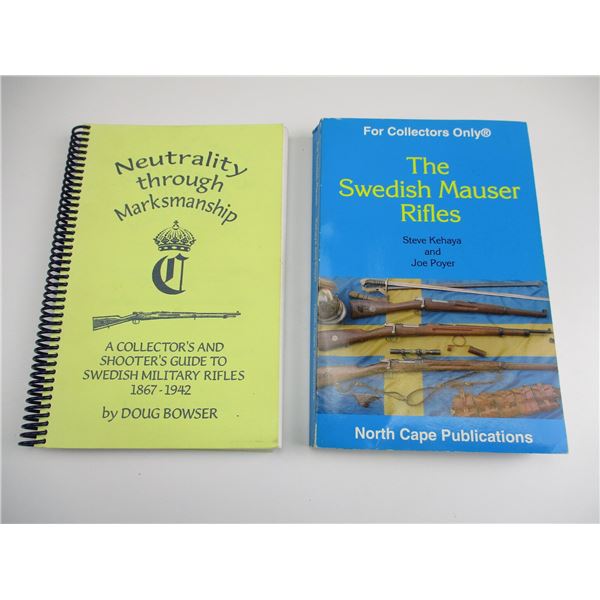 Neutrality
through
Marksmanship
C
A COLLECTOR'S AND
SHOOTER'S GUIDE TO
SWEDISH MILITARY RIFLES
1867-1942
by DOUG BOWSER
For Collectors Only®
The
Swedish Mauser
Rifles
Steve Kehaya
and
Joe Poyer
North Cape Publications